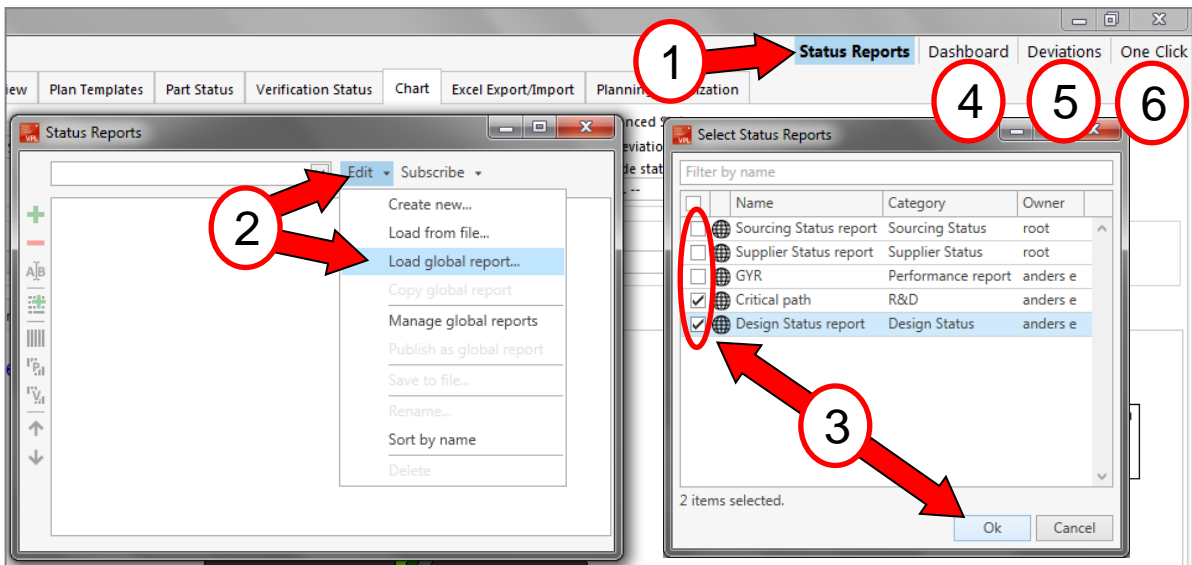 1
Status Reports Dashboard Deviations One Click
4 5 6
iew Plan Templates Part Status Verification Status Chart Excel Export/Import
VPL Status Reports
Edit Subscribe
2
Create new...
Load from file...
Load global report...
Copy global report
Manage global reports
Publish as global report
Save to file...
Rename...
Sort by name
Delete
VPL Select Status Reports
Filter by name
Name Category Owner
Sourcing Status report Sourcing Status root
Supplier Status report Supplier Status root
GYR Performance report anders e
Critical path R&D anders e
Design Status report Design Status anders e
3
2 items selected.
Ok Cancel